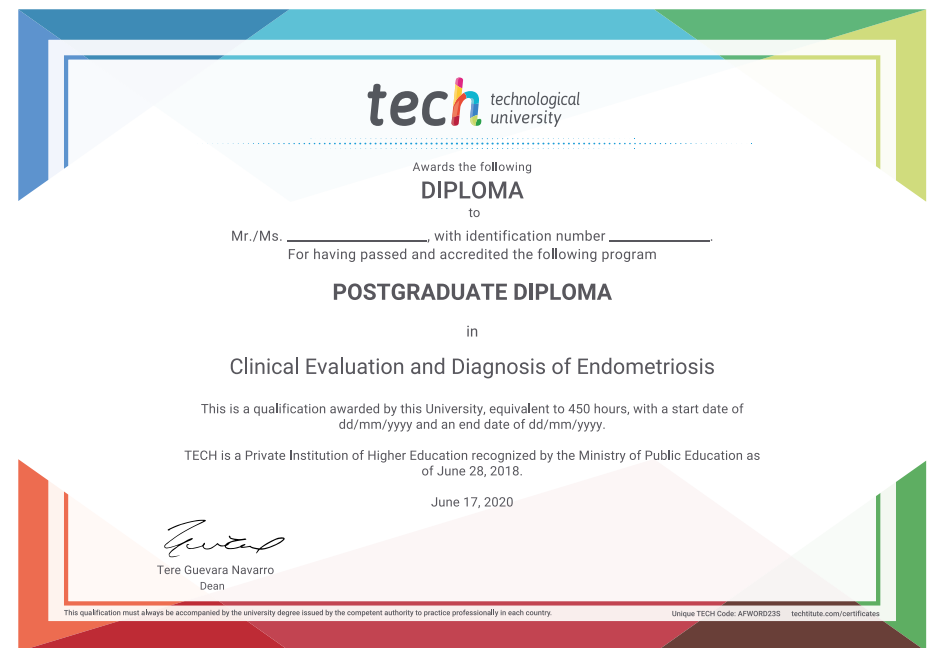 tech technological
university
Awards the following
DIPLOMA
to
Mr./Ms. ____________, with identification number ____________.
For having passed and accredited the following program
POSTGRADUATE DIPLOMA
in
Clinical Evaluation and Diagnosis of Endometriosis
This is a qualification awarded by this University, equivalent to 450 hours, with a start date of
dd/mm/yyyy and an end date of dd/mm/yyyy.
TECH is a Private Institution of Higher Education recognized by the Ministry of Public Education as
of June 28, 2018.
June 17, 2020
Tere Guevara Navarro
Dean
This qualification must always be accompanied by the university degree issued by the competent authority to practice professionally in each country. Unique TECH Code: AFWORD23S techtitute.com/certificates